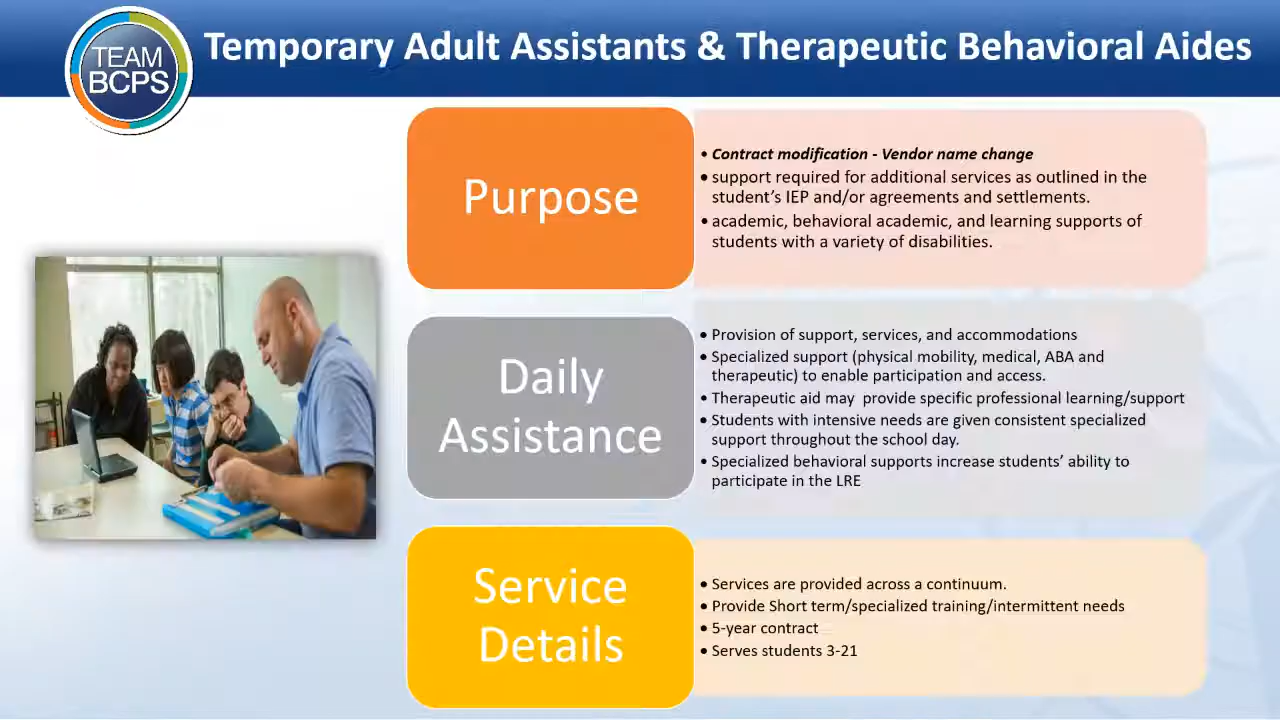 TEAM
BCPS
Temporary Adult Assistants & Therapeutic Behavioral Aides
Purpose
• Contract modification - Vendor name change
• support required for additional services as outlined in the
student’s IEP and/or agreements and settlements.
• academic, behavioral academic, and learning supports of
students with a variety of disabilities.
Daily
Assistance
• Provision of support, services, and accommodations
• Specialized support (physical mobility, medical, ABA and
therapeutic) to enable participation and access.
• Therapeutic aid may  provide specific professional learning/support
• Students with intensive needs are given consistent specialized
support throughout the school day.
• Specialized behavioral supports increase students’ ability to
participate in the LRE
Service
Details
• Services are provided across a continuum.
• Provide Short term/specialized training/intermittent needs
• 5-year contract
• Serves students 3-21